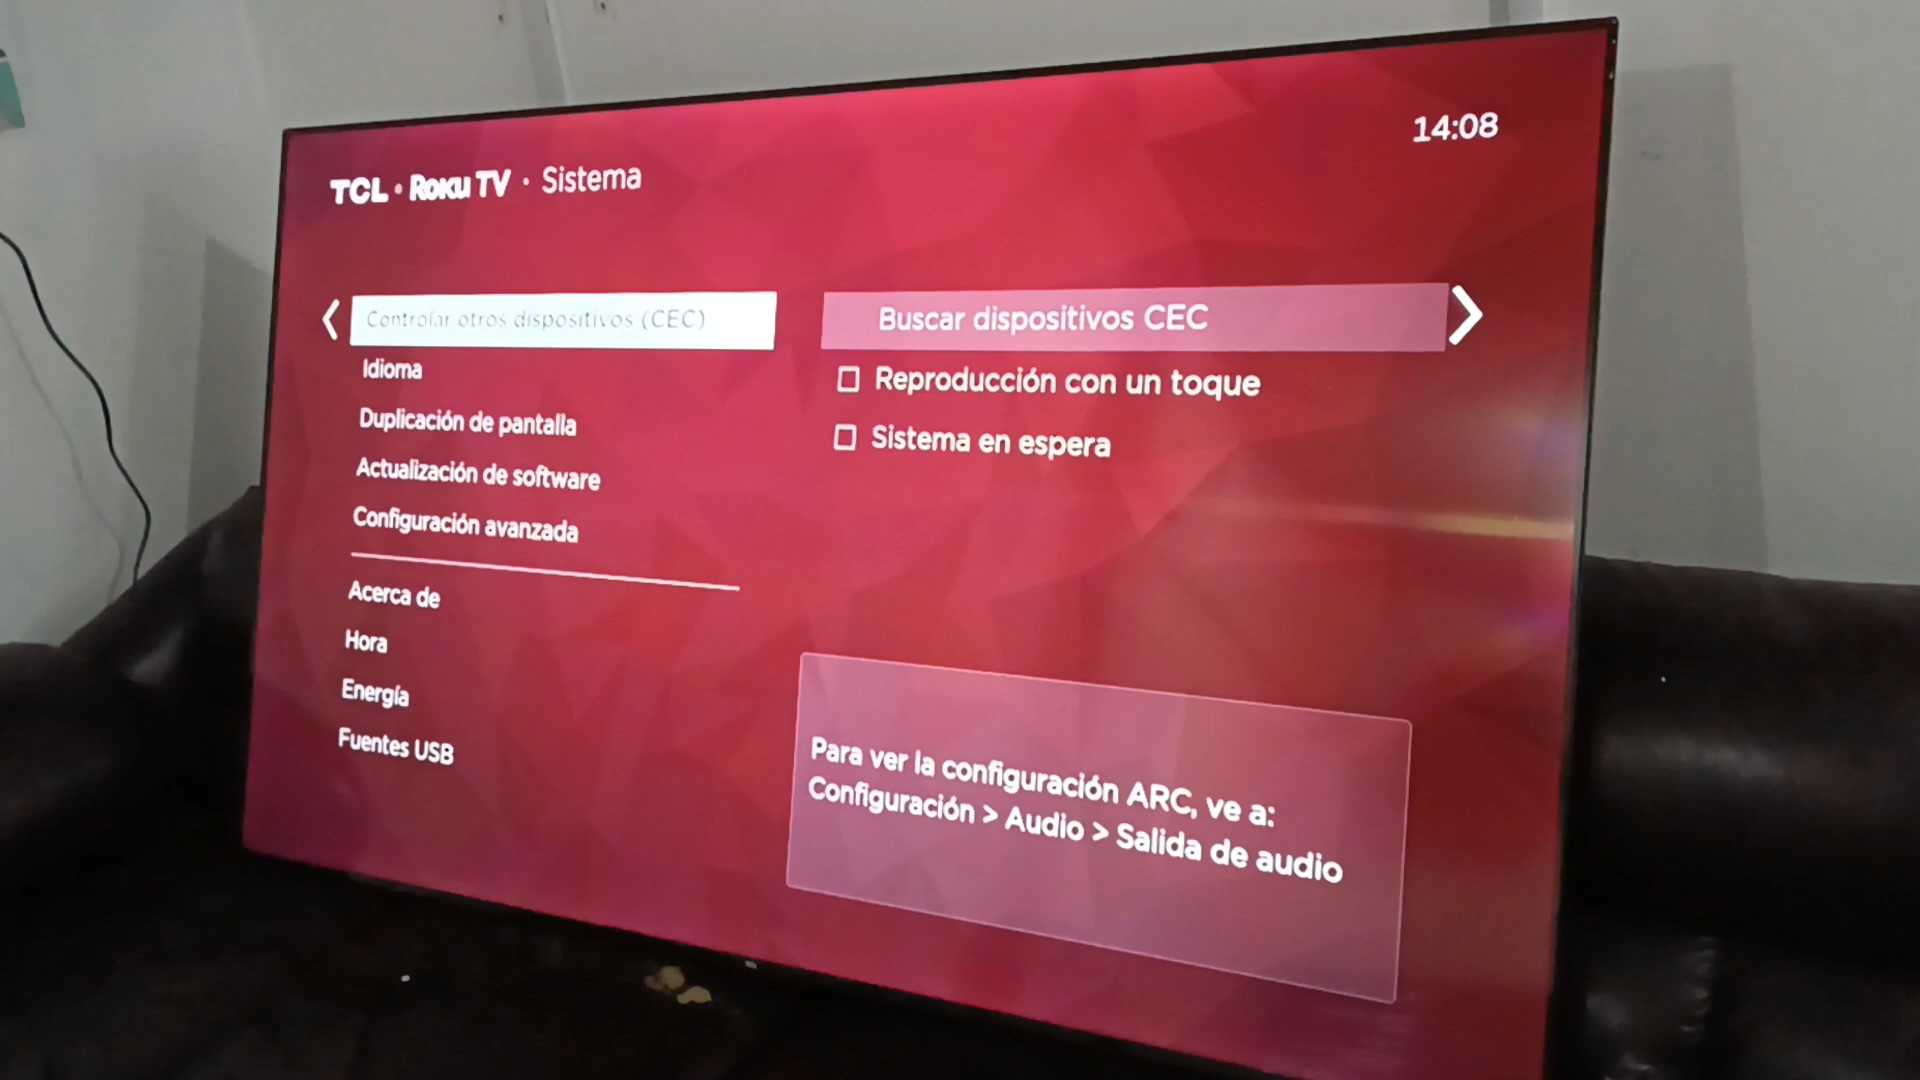 14:08
TCL • Roku TV • Sistema
Controlar otros dispositivos (CEC)
Idioma
Duplicación de pantalla
Actualización de software
Configuración avanzada
Acerca de
Hora
Energía
Fuentes USB
Buscar dispositivos CEC
Reproducción con un toque
Sistema en espera
Para ver la configuración ARC, ve a:
Configuración > Audio > Salida de audio